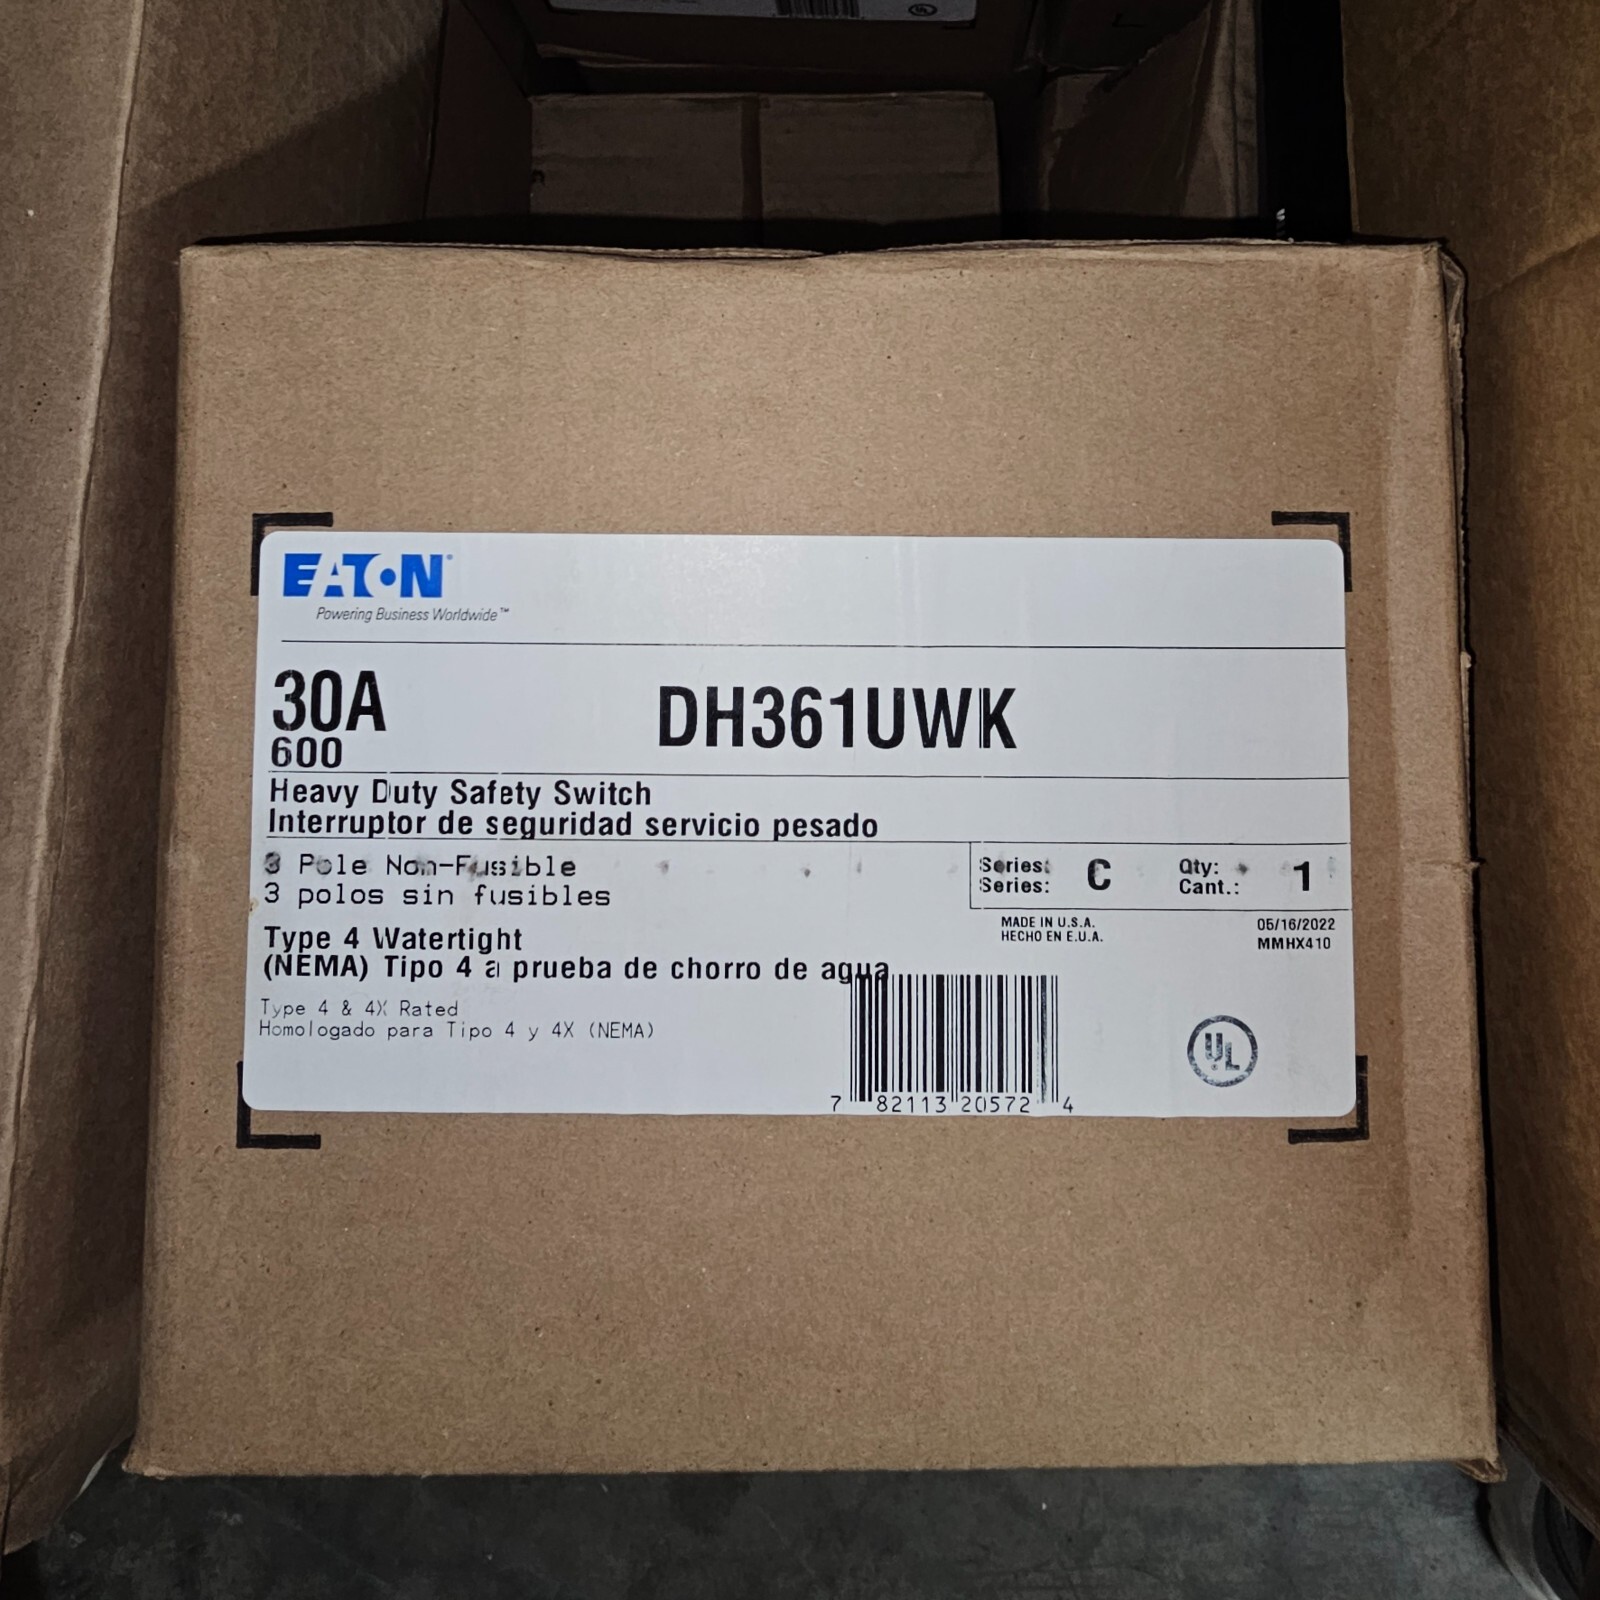 EATON
Powering Business Worldwide™
30A
DH361UWK
600
Heavy Duty Safety Switch
Interruptor de seguridad servicio pesado
3 Pole Non-Fusible
3 polos sin fusibles
Series: C Qty: 1
Series: Cant.:
MADE IN U.S.A.
HECHO EN E.U.A.
05/16/2022
MMHX410
Type 4 Watertight
(NEMA) Tipo 4 a prueba de chorro de agua
Type 4 & 4X Rated
Homologado para Tipo 4 y 4X (NEMA)
7 82113 20572 4
UL